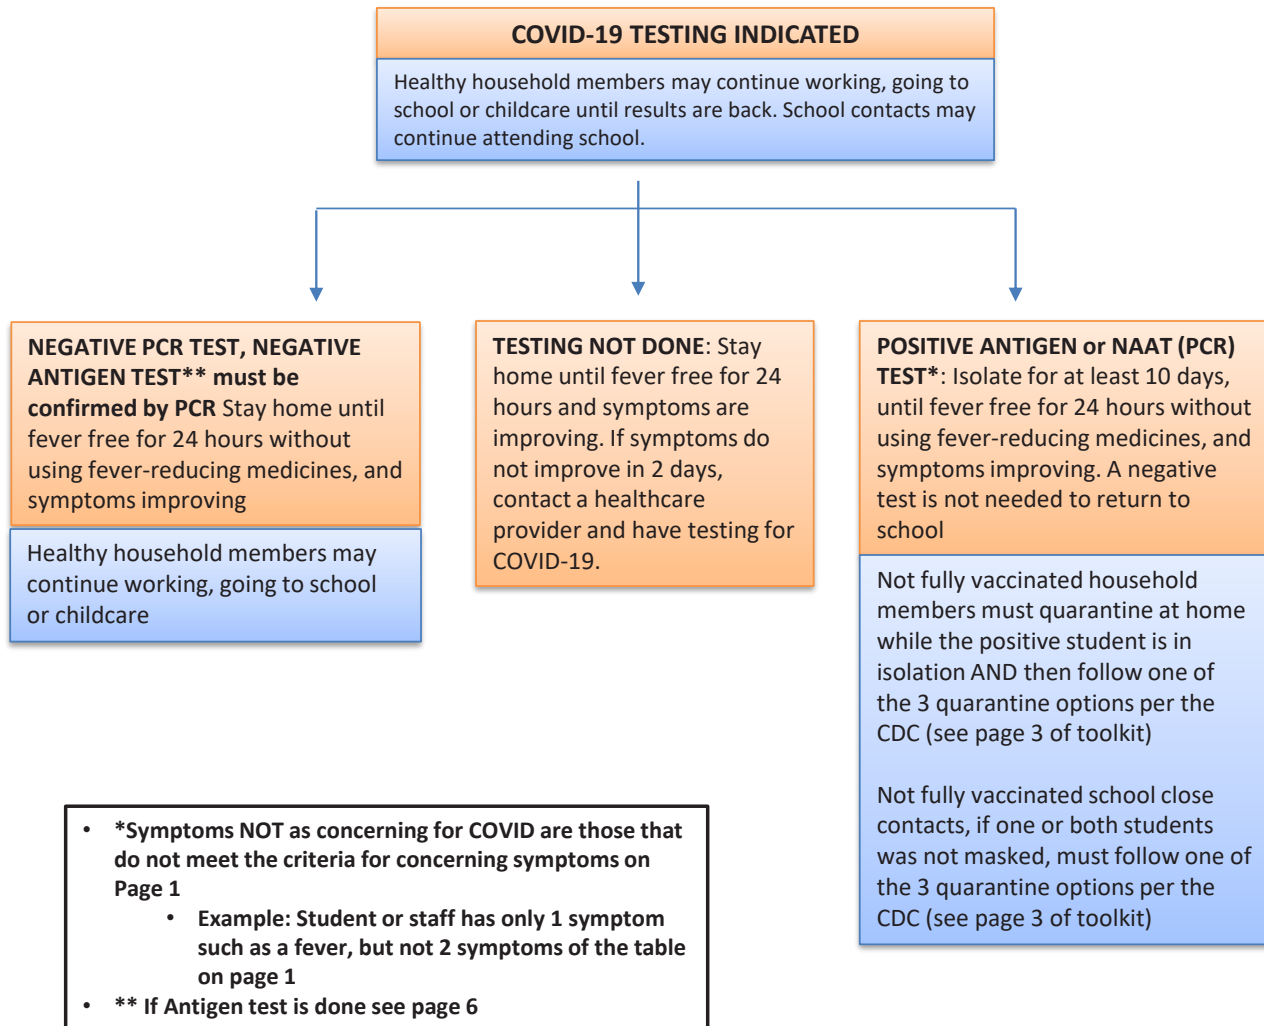 COVID-19 TESTING INDICATED
Healthy household members may continue working, going to
school or childcare until results are back. School contacts may
continue attending school.
NEGATIVE PCR TEST, NEGATIVE
ANTIGEN TEST** must be
confirmed by PCR Stay home until
fever free for 24 hours without
using fever-reducing medicines, and
symptoms improving
Healthy household members may
continue working, going to school
or childcare
TESTING NOT DONE: Stay
home until fever free for 24
hours and symptoms are
improving. If symptoms do
not improve in 2 days,
contact a healthcare
provider and have testing for
COVID-19.
POSITIVE ANTIGEN or NAAT (PCR)
TEST*: Isolate for at least 10 days,
until fever free for 24 hours without
using fever-reducing medicines, and
symptoms improving. A negative
test is not needed to return to
school
Not fully vaccinated household
members must quarantine at home
while the positive student is in
isolation AND then follow one of
the 3 quarantine options per the
CDC (see page 3 of toolkit)
Not fully vaccinated school close
contacts, if one or both students
was not masked, must follow one of
the 3 quarantine options per the
CDC (see page 3 of toolkit)
• *Symptoms NOT as concerning for COVID are those that
do not meet the criteria for concerning symptoms on
Page 1
• Example: Student or staff has only 1 symptom
such as a fever, but not 2 symptoms of the table
on page 1
• ** If Antigen test is done see page 6